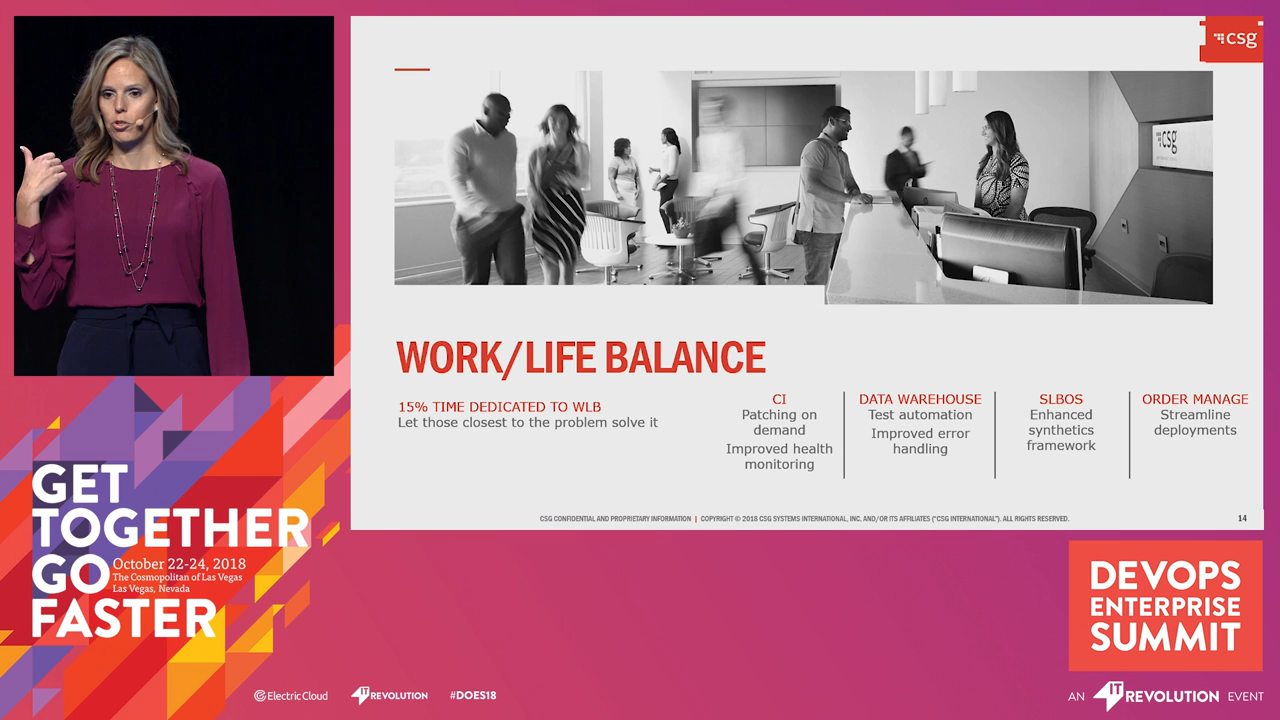 csg
csg
WORK/LIFE BALANCE
15% TIME DEDICATED TO WLB
Let those closest to the problem solve it
CI
Patching on
demand
Improved health
monitoring
DATA WAREHOUSE
Test automation
Improved error
handling
SLBOS
Enhanced
synthetics
framework
ORDER MANAGE
Streamline
deployments
CSG CONFIDENTIAL AND PROPRIETARY INFORMATION | COPYRIGHT © 2018 CSG SYSTEMS INTERNATIONAL, INC. AND/OR ITS AFFILIATES ("CSG INTERNATIONAL"). ALL RIGHTS RESERVED.
14
GET
TOGETHER
GO
October 22-24, 2018
The Cosmopolitan of Las Vegas
Las Vegas, Nevada
FASTER
DEVOPS
ENTERPRISE
SUMMIT
Electric Cloud
IT REVOLUTION
#DOES18
AN IT REVOLUTION EVENT